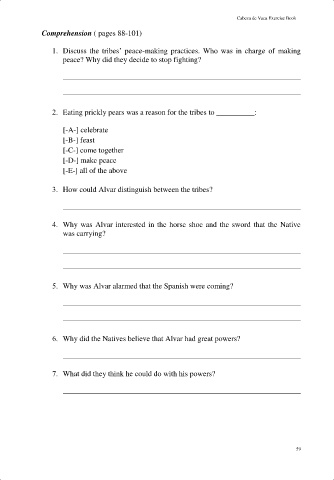 Cabeza de Vaca Exercise Book
Comprehension ( pages 88-101)
1. Discuss the tribes' peace-making practices. Who was in charge of making
peace? Why did they decide to stop fighting?
2. Eating prickly pears was a reason for the tribes to __________:
[-A-] celebrate
[-B-] feast
[-C-] come together
[-D-] make peace
[-E-] all of the above
3. How could Alvar distinguish between the tribes?
4. Why was Alvar interested in the horse shoe and the sword that the Native
was carrying?
5. Why was Alvar alarmed that the Spanish were coming?
6. Why did the Natives believe that Alvar had great powers?
7. What did they think he could do with his powers?